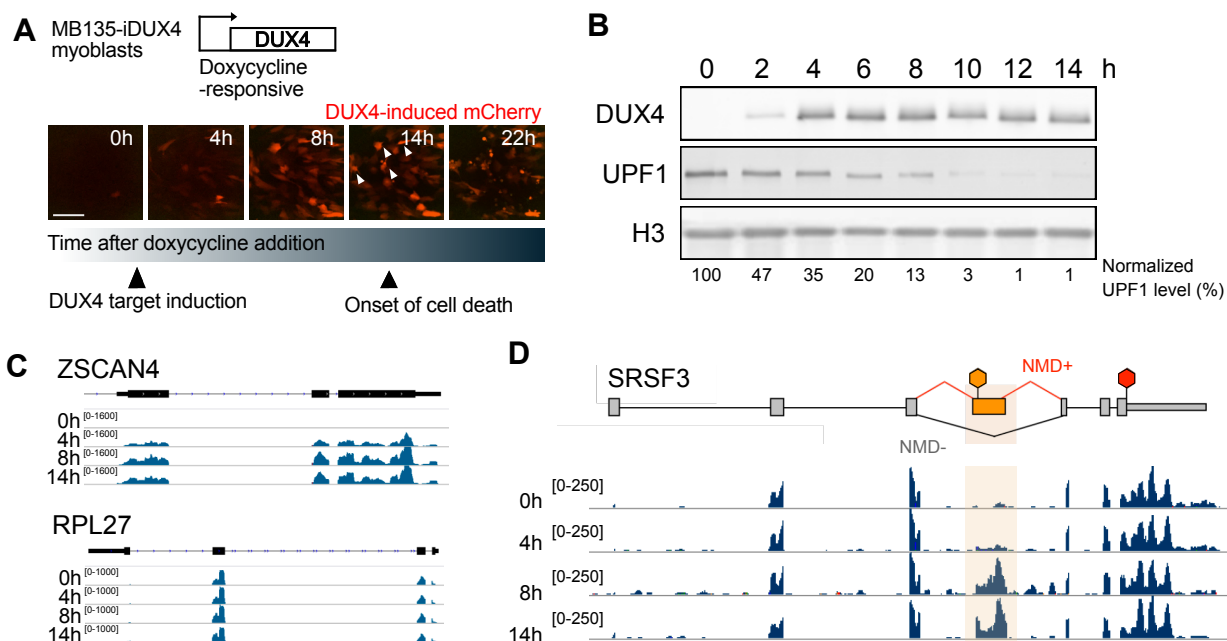 A
MB135-iDUX4
myoblasts
DUX4
Doxycycline
-responsive
DUX4-induced mCherry
0h 4h 8h 14h 22h
Time after doxycycline addition
DUX4 target induction
Onset of cell death
B
0 2 4 6 8 10 12 14 h
DUX4
UPF1
H3
100 47 35 20 13 3 1 1
Normalized
UPF1 level (%)
C
ZSCAN4
0h [0-1600]
4h [0-1600]
8h [0-1600]
14h [0-1600]
RPL27
0h [0-1000]
4h [0-1000]
8h [0-1000]
14h [0-1000]
D
SRSF3
NMD+
NMD-
0h [0-250]
4h [0-250]
8h [0-250]
14h [0-250]